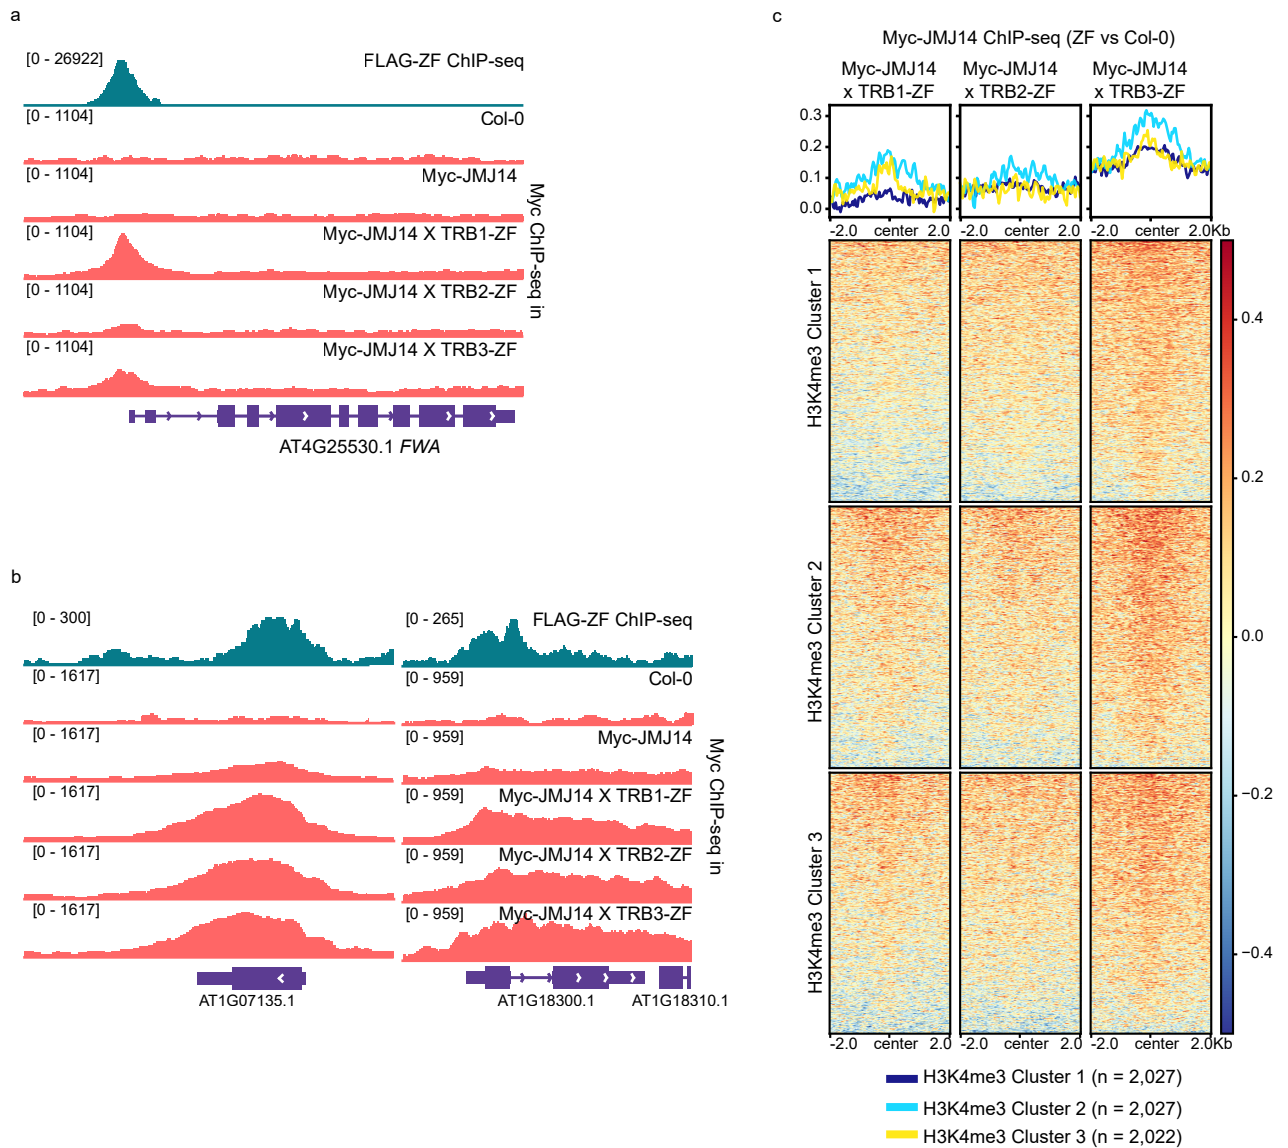 a
[0 - 26922]
FLAG-ZF ChIP-seq
[0 - 1104]
Col-0
[0 - 1104]
Myc-JMJ14
[0 - 1104]
Myc-JMJ14 X TRB1-ZF
[0 - 1104]
Myc-JMJ14 X TRB2-ZF
[0 - 1104]
Myc-JMJ14 X TRB3-ZF
Myc ChIP-seq in
AT4G25530.1 FWA
b
[0 - 300]
[0 - 265]
FLAG-ZF ChIP-seq
[0 - 1617]
[0 - 959]
Col-0
[0 - 1617]
[0 - 959]
Myc-JMJ14
[0 - 1617]
[0 - 959]
Myc-JMJ14 X TRB1-ZF
[0 - 1617]
[0 - 959]
Myc-JMJ14 X TRB2-ZF
[0 - 1617]
[0 - 959]
Myc-JMJ14 X TRB3-ZF
Myc ChIP-seq in
AT1G07135.1
AT1G18300.1
AT1G18310.1
c
Myc-JMJ14 ChIP-seq (ZF vs Col-0)
Myc-JMJ14
x TRB1-ZF
Myc-JMJ14
x TRB2-ZF
Myc-JMJ14
x TRB3-ZF
0.3
0.2
0.1
0.0
-2.0 center 2.0
-2.0 center 2.0
-2.0 center 2.0Kb
H3K4me3 Cluster 1
H3K4me3 Cluster 2
H3K4me3 Cluster 3
0.4
0.2
0.0
−0.2
−0.4
-2.0 center 2.0
-2.0 center 2.0
-2.0 center 2.0Kb
H3K4me3 Cluster 1 (n = 2,027)
H3K4me3 Cluster 2 (n = 2,027)
H3K4me3 Cluster 3 (n = 2,022)